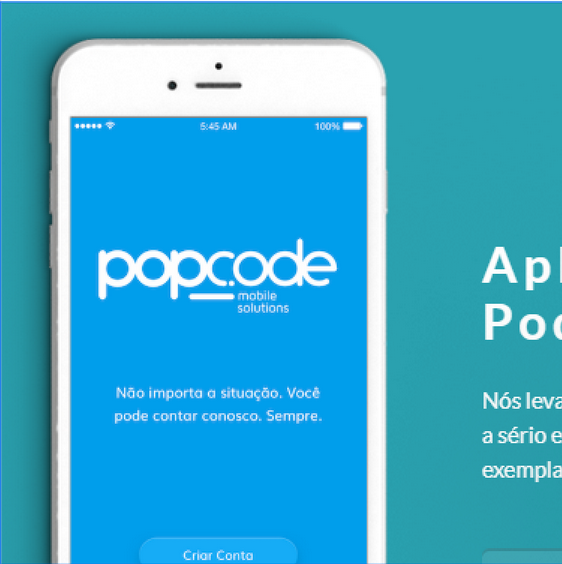 5:45 AM
100%
popcode
mobile
solutions
Não importa a situação. Você
pode contar conosco. Sempre.
Criar Conta
Apl
Poc
Nós leva
a sério e
exempla